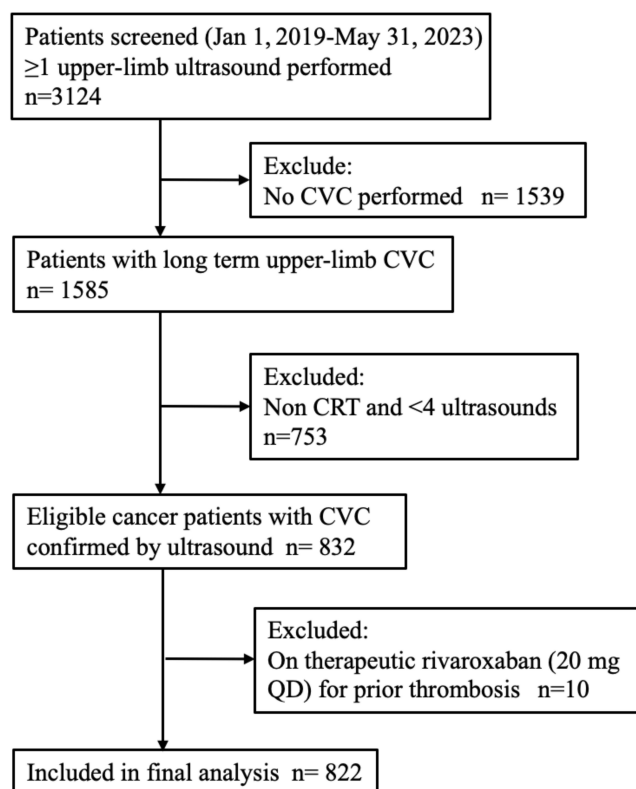 Patients screened (Jan 1, 2019-May 31, 2023)
≥1 upper-limb ultrasound performed
n=3124
Exclude:
No CVC performed n= 1539
Patients with long term upper-limb CVC
n= 1585
Excluded:
Non CRT and <4 ultrasounds
n=753
Eligible cancer patients with CVC
confirmed by ultrasound n= 832
Excluded:
On therapeutic rivaroxaban (20 mg
QD) for prior thrombosis n=10
Included in final analysis n= 822